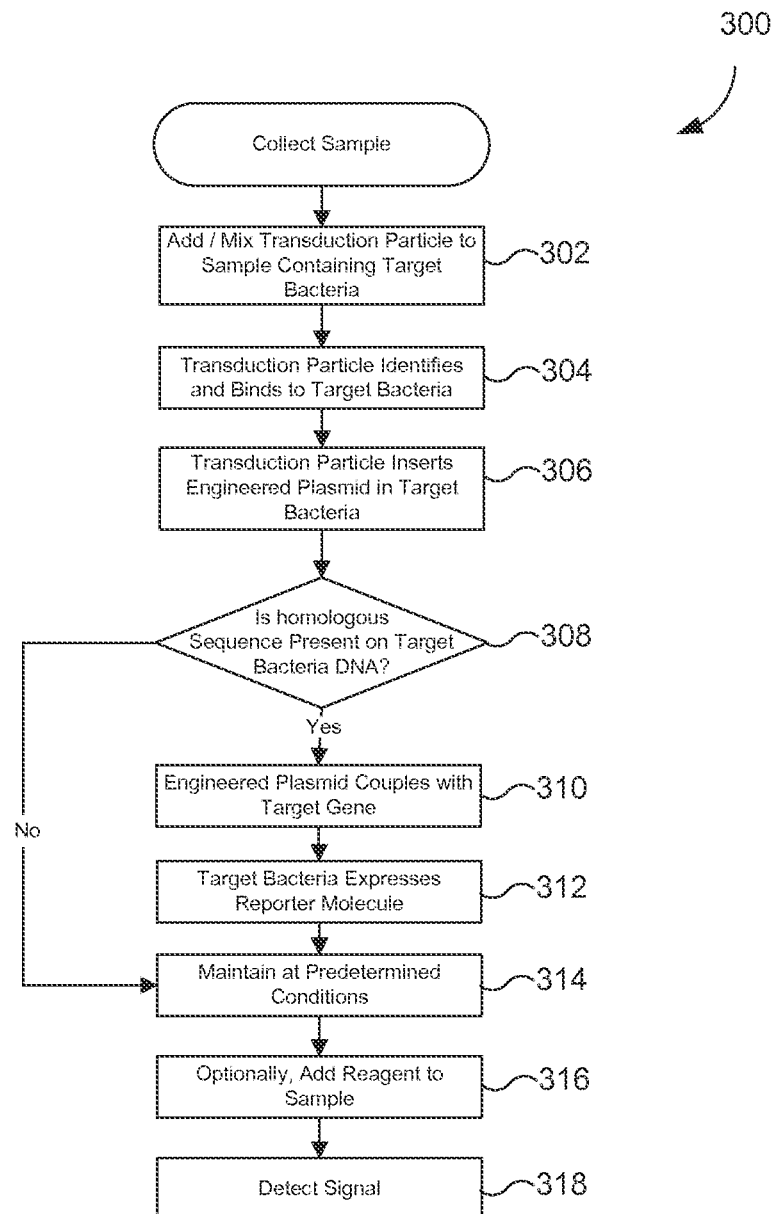 300
Collect Sample
Add / Mix Transduction Particle to
Sample Containing Target
Bacteria
302
Transduction Particle Identifies
and Binds to Target Bacteria
304
Transduction Particle Inserts
Engineered Plasmid in Target
Bacteria
306
Is homologous
Sequence Present on Target
Bacteria DNA?
308
Yes
No
Engineered Plasmid Couples with
Target Gene
310
Target Bacteria Expresses
Reporter Molecule
312
Maintain at Predetermined
Conditions
314
Optionally, Add Reagent to
Sample
316
Detect Signal
318